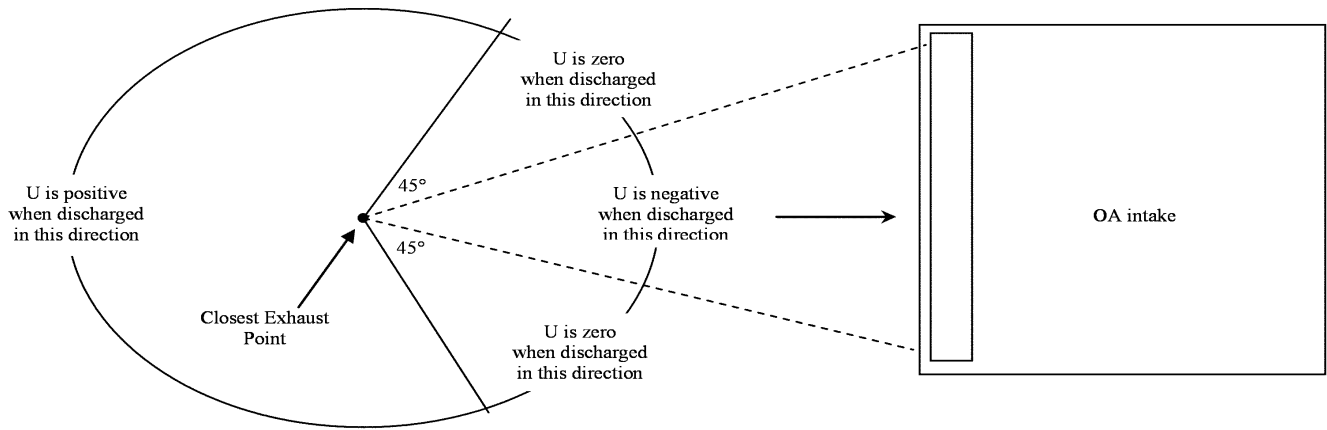 U is zero
when discharged
in this direction
U is positive
when discharged
in this direction
45°
45°
U is negative
when discharged
in this direction
OA intake
Closest Exhaust
Point
U is zero
when discharged
in this direction